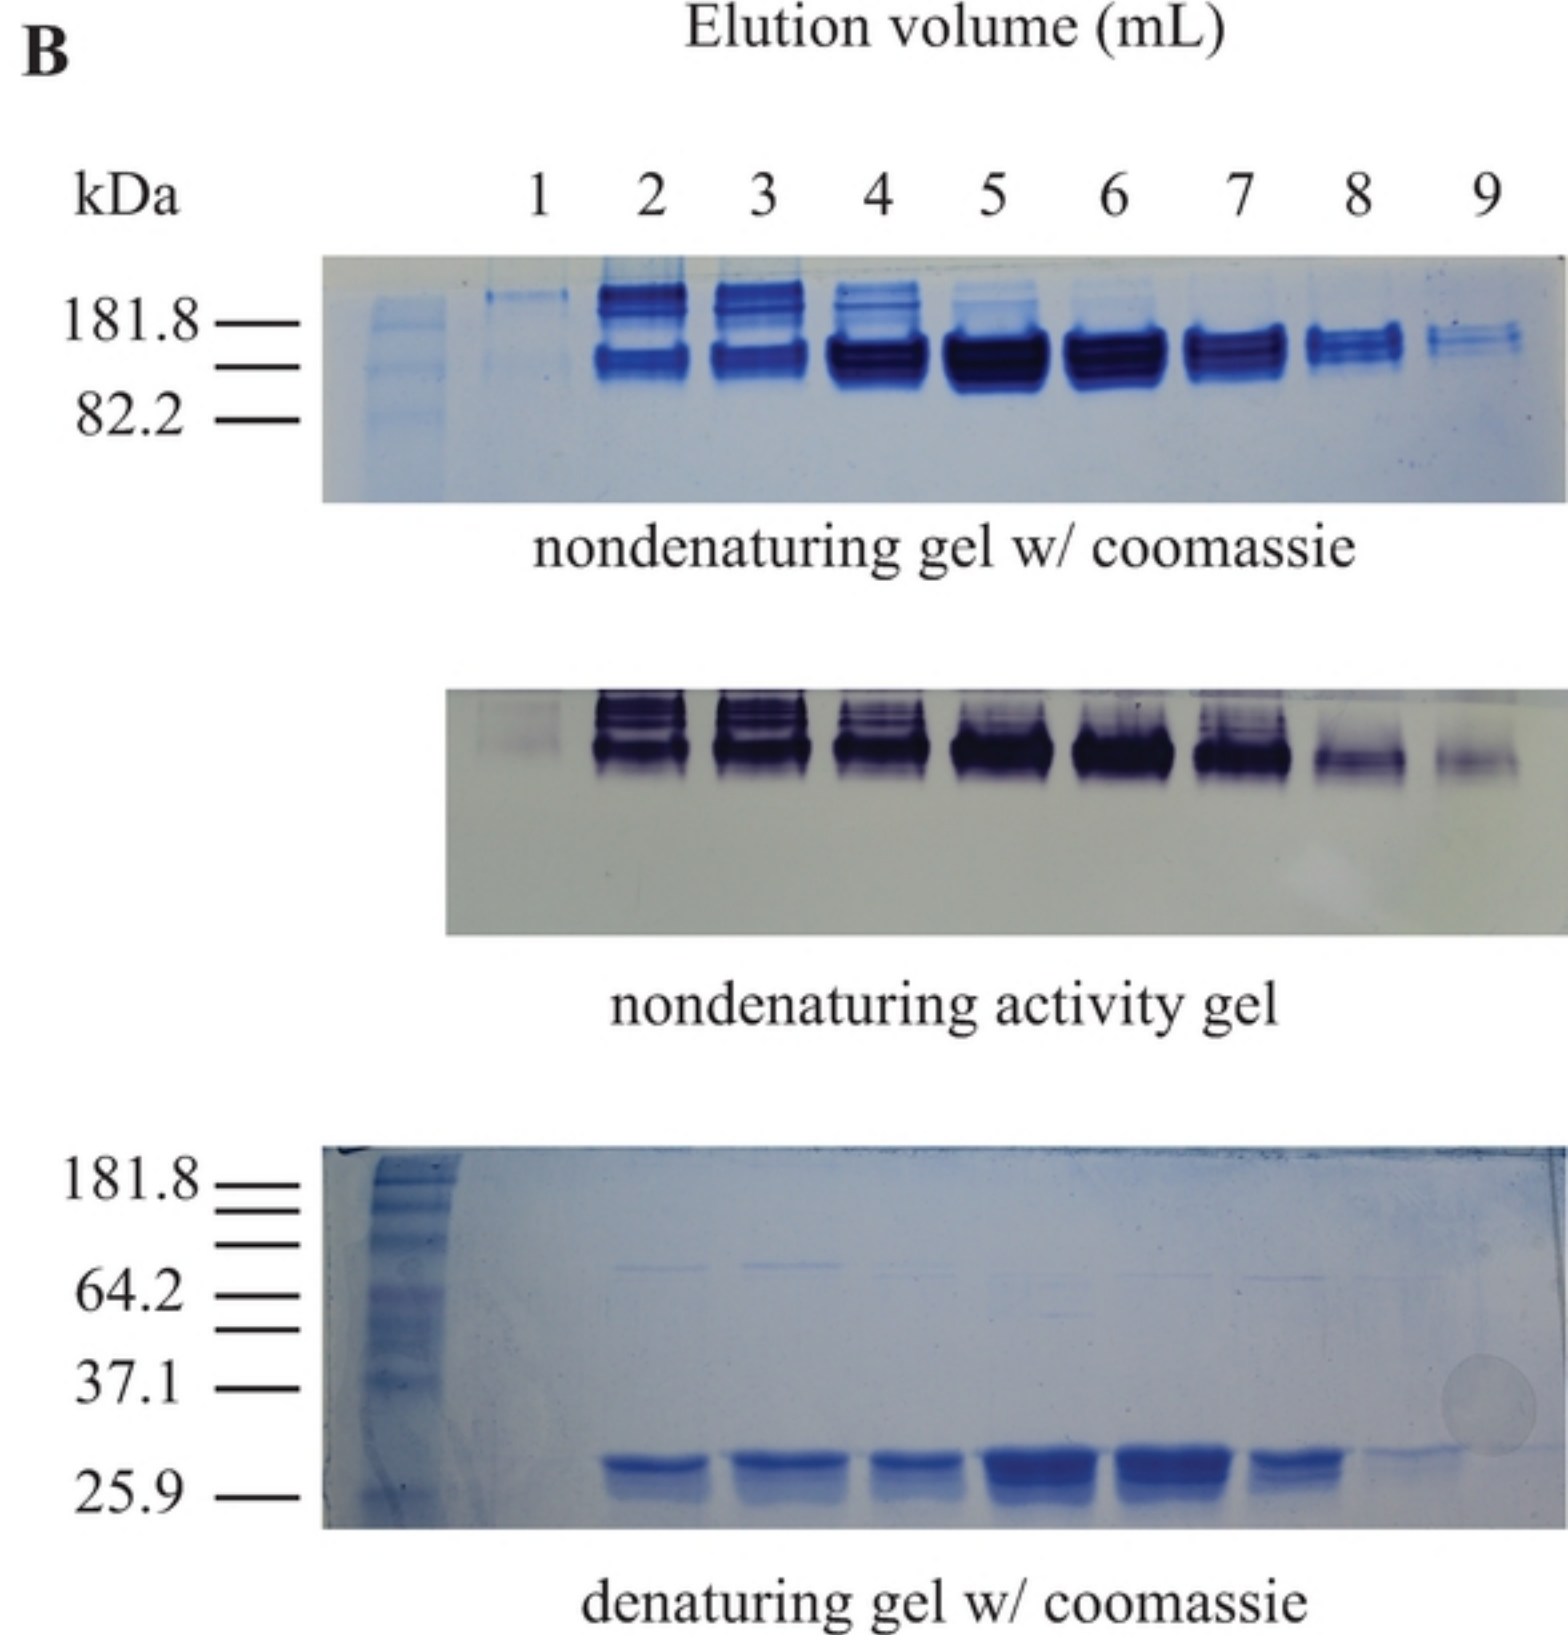 Elution volume (mL)
B
kDa 1 2 3 4 5 6 7 8 9
181.8
82.2
nondenaturing gel w/ coomassie
nondenaturing activity gel
181.8
64.2
37.1
25.9
denaturing gel w/ coomassie